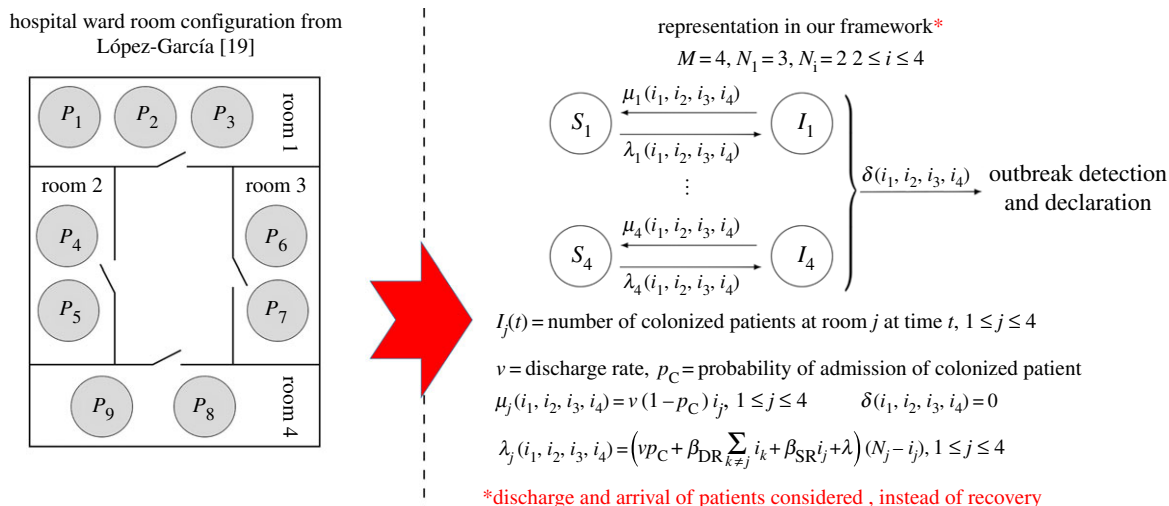 hospital ward room configuration from
López-García [19]
P1 P2 P3
room 1
room 2
room 3
P4
P6
P5
P7
P9 P8
room 4
representation in our framework*
M = 4, N1 = 3, Ni = 2 2 ≤ i ≤ 4
S1 μ1(i1, i2, i3, i4) I1
λ1(i1, i2, i3, i4)
⋮
δ(i1, i2, i3, i4)
outbreak detection
and declaration
S4 μ4(i1, i2, i3, i4) I4
λ4(i1, i2, i3, i4)
Ij(t) = number of colonized patients at room j at time t, 1 ≤ j ≤ 4
v = discharge rate, pC = probability of admission of colonized patient
μj(i1, i2, i3, i4) = v (1 − pC) ij, 1 ≤ j ≤ 4 δ(i1, i2, i3, i4) = 0
λj(i1, i2, i3, i4) = (vpC + βDR ∑k≠j ik + βSR ij + λ) (Nj − ij), 1 ≤ j ≤ 4
*discharge and arrival of patients considered , instead of recovery